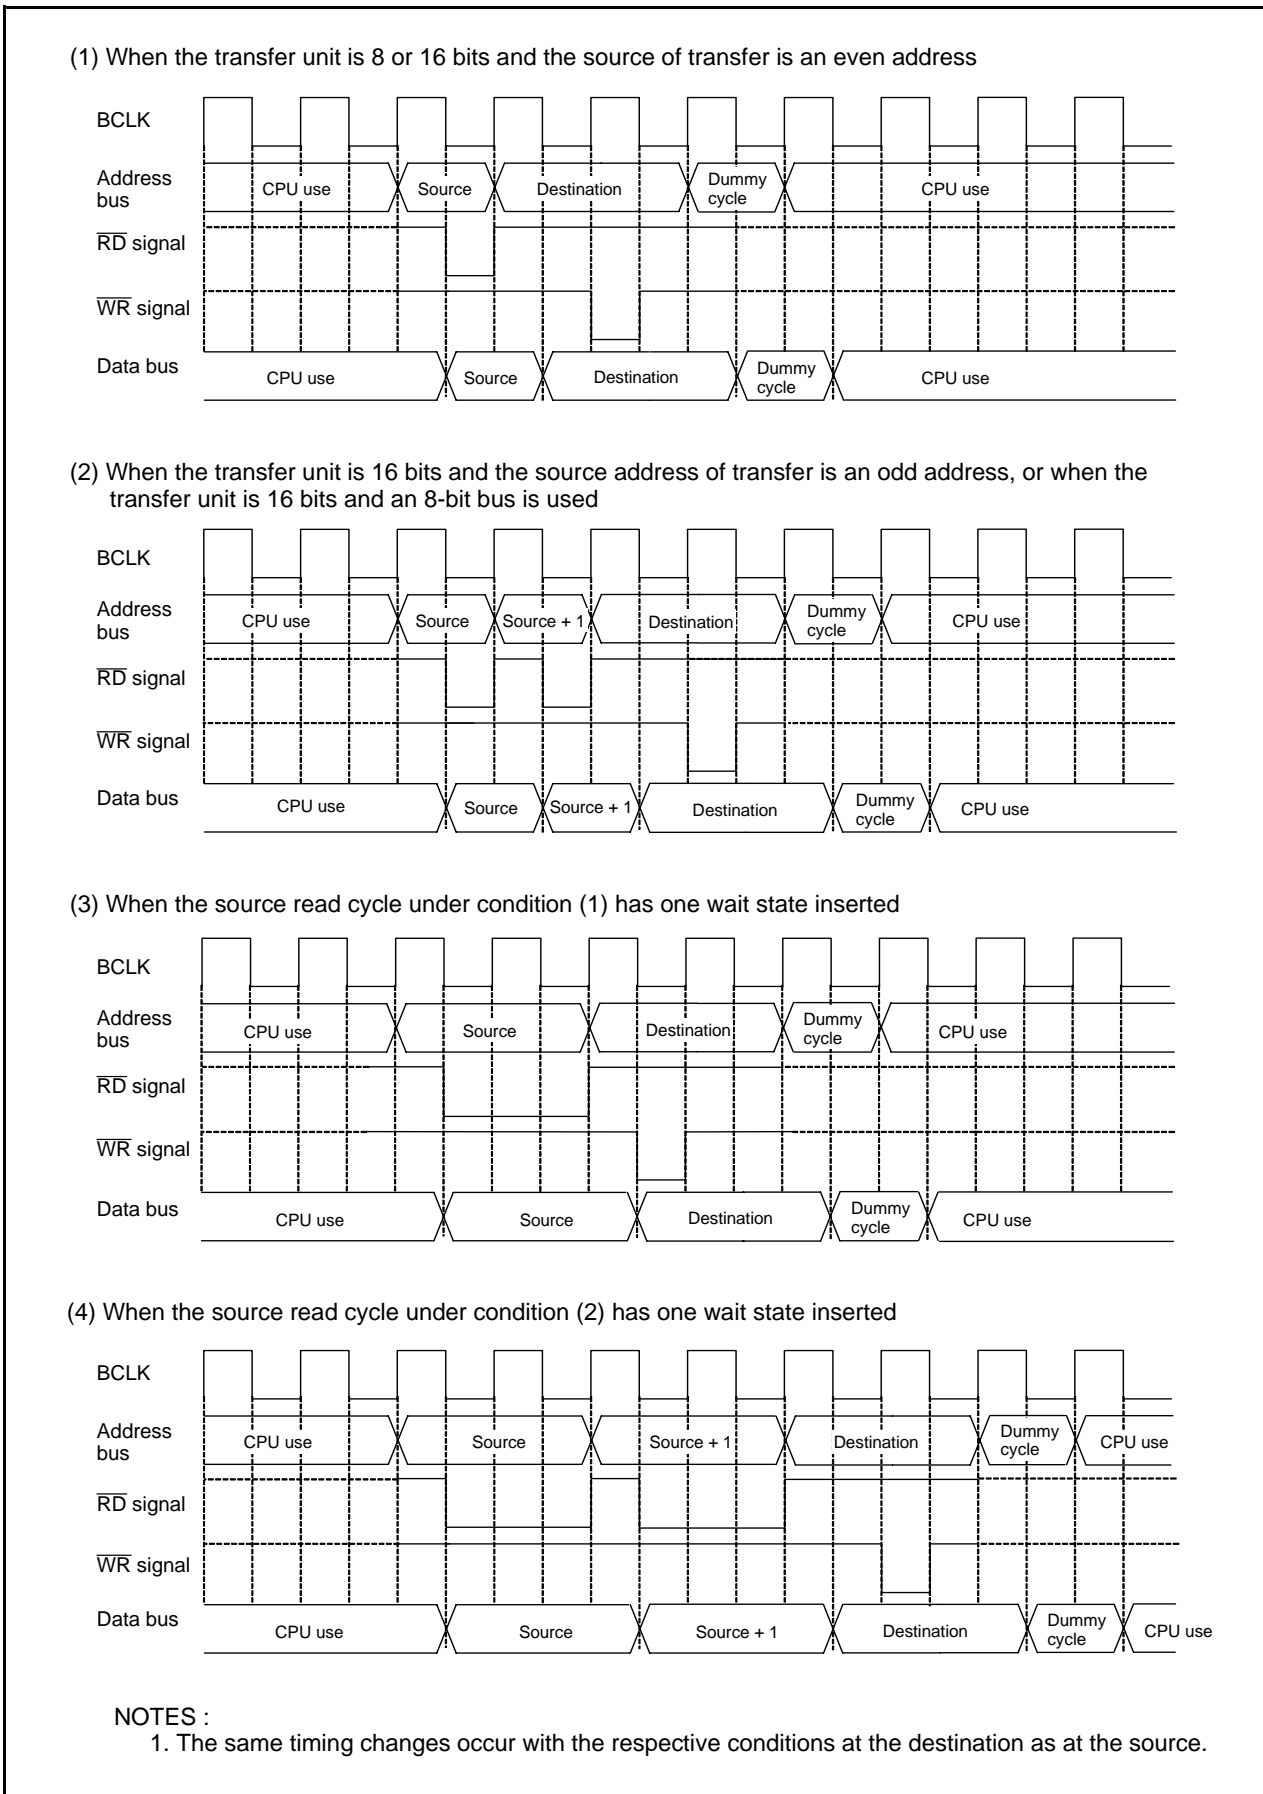 (1) When the transfer unit is 8 or 16 bits and the source of transfer is an even address
BCLK
Address
bus
CPU use
Source
Destination
Dummy
cycle
CPU use
RD signal
WR signal
Data bus
CPU use
Source
Destination
Dummy
cycle
CPU use
(2) When the transfer unit is 16 bits and the source address of transfer is an odd address, or when the
transfer unit is 16 bits and an 8-bit bus is used
BCLK
Address
bus
CPU use
Source
Source + 1
Destination
Dummy
cycle
CPU use
RD signal
WR signal
Data bus
CPU use
Source
Source + 1
Destination
Dummy
cycle
CPU use
(3) When the source read cycle under condition (1) has one wait state inserted
BCLK
Address
bus
CPU use
Source
Destination
Dummy
cycle
CPU use
RD signal
WR signal
Data bus
CPU use
Source
Destination
Dummy
cycle
CPU use
(4) When the source read cycle under condition (2) has one wait state inserted
BCLK
Address
bus
CPU use
Source
Source + 1
Destination
Dummy
cycle
CPU use
RD signal
WR signal
Data bus
CPU use
Source
Source + 1
Destination
Dummy
cycle
CPU use
NOTES :
1. The same timing changes occur with the respective conditions at the destination as at the source.